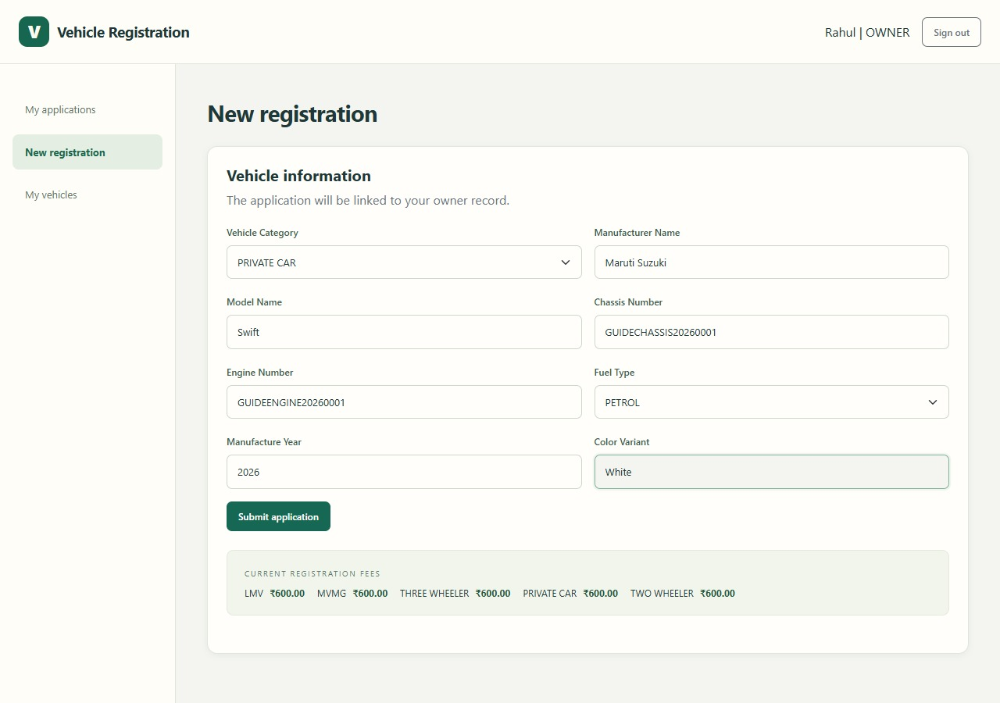 V Vehicle Registration
Rahul | OWNER
Sign out
My applications
New registration
My vehicles
New registration
Vehicle information
The application will be linked to your owner record.
Vehicle Category
Manufacturer Name
PRIVATE CAR
Maruti Suzuki
Model Name
Chassis Number
Swift
GUIDECHASSIS20260001
Engine Number
Fuel Type
GUIDEENGINE20260001
PETROL
Manufacture Year
Color Variant
2026
White
Submit application
CURRENT REGISTRATION FEES
LMV ₹600.00 MVMG ₹600.00 THREE WHEELER ₹600.00 PRIVATE CAR ₹600.00 TWO WHEELER ₹600.00